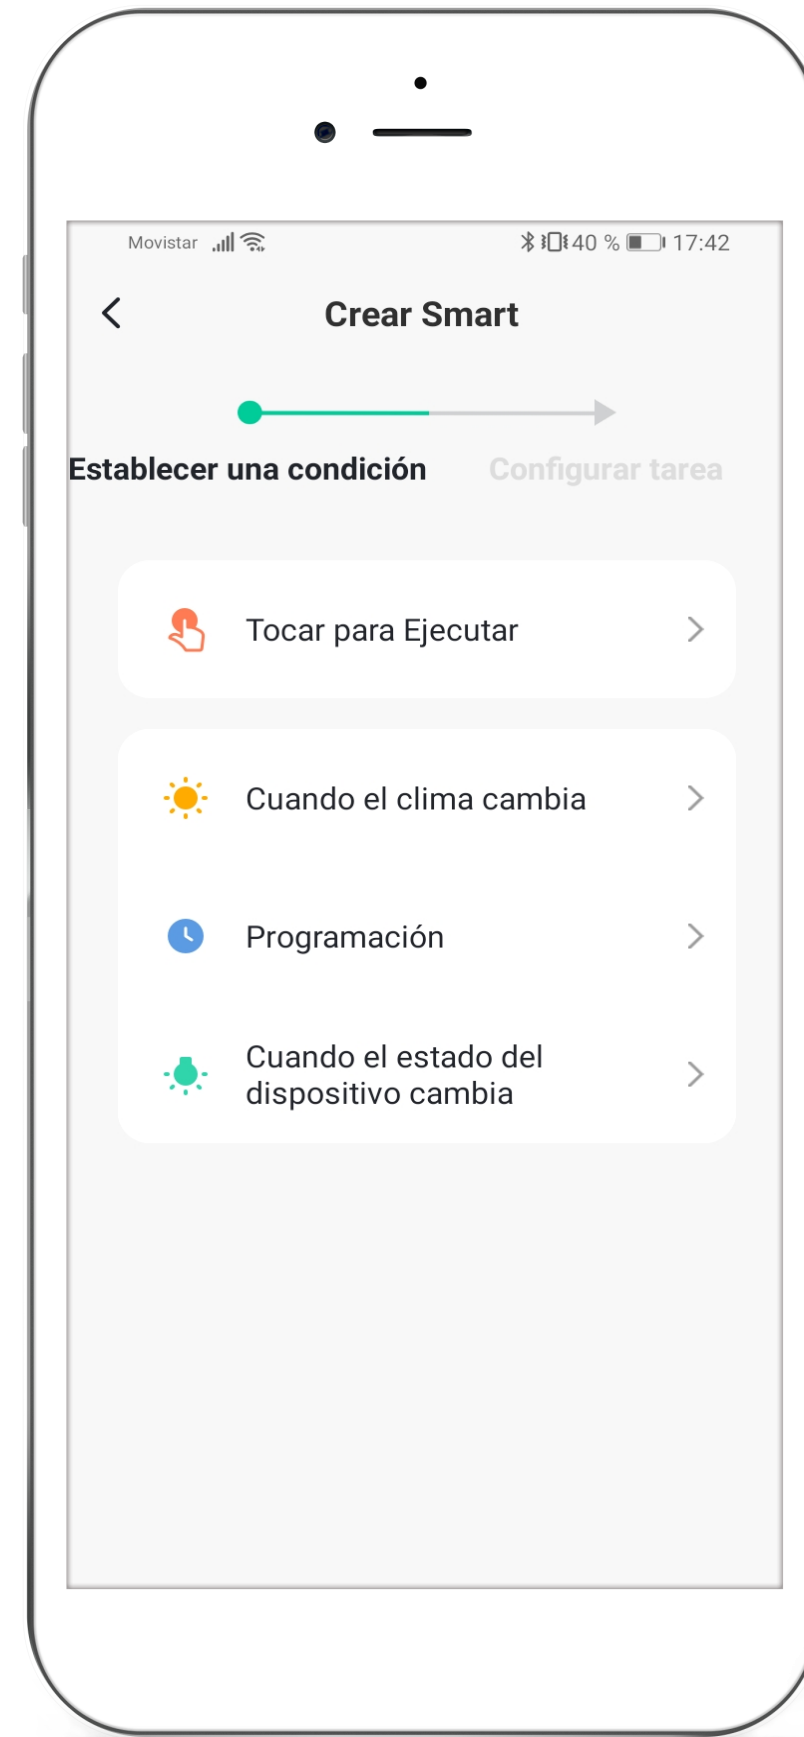 Movistar 40 % 17:42
Crear Smart
Establecer una condición Configurar tarea
Tocar para Ejecutar
Cuando el clima cambia
Programación
Cuando el estado del
dispositivo cambia